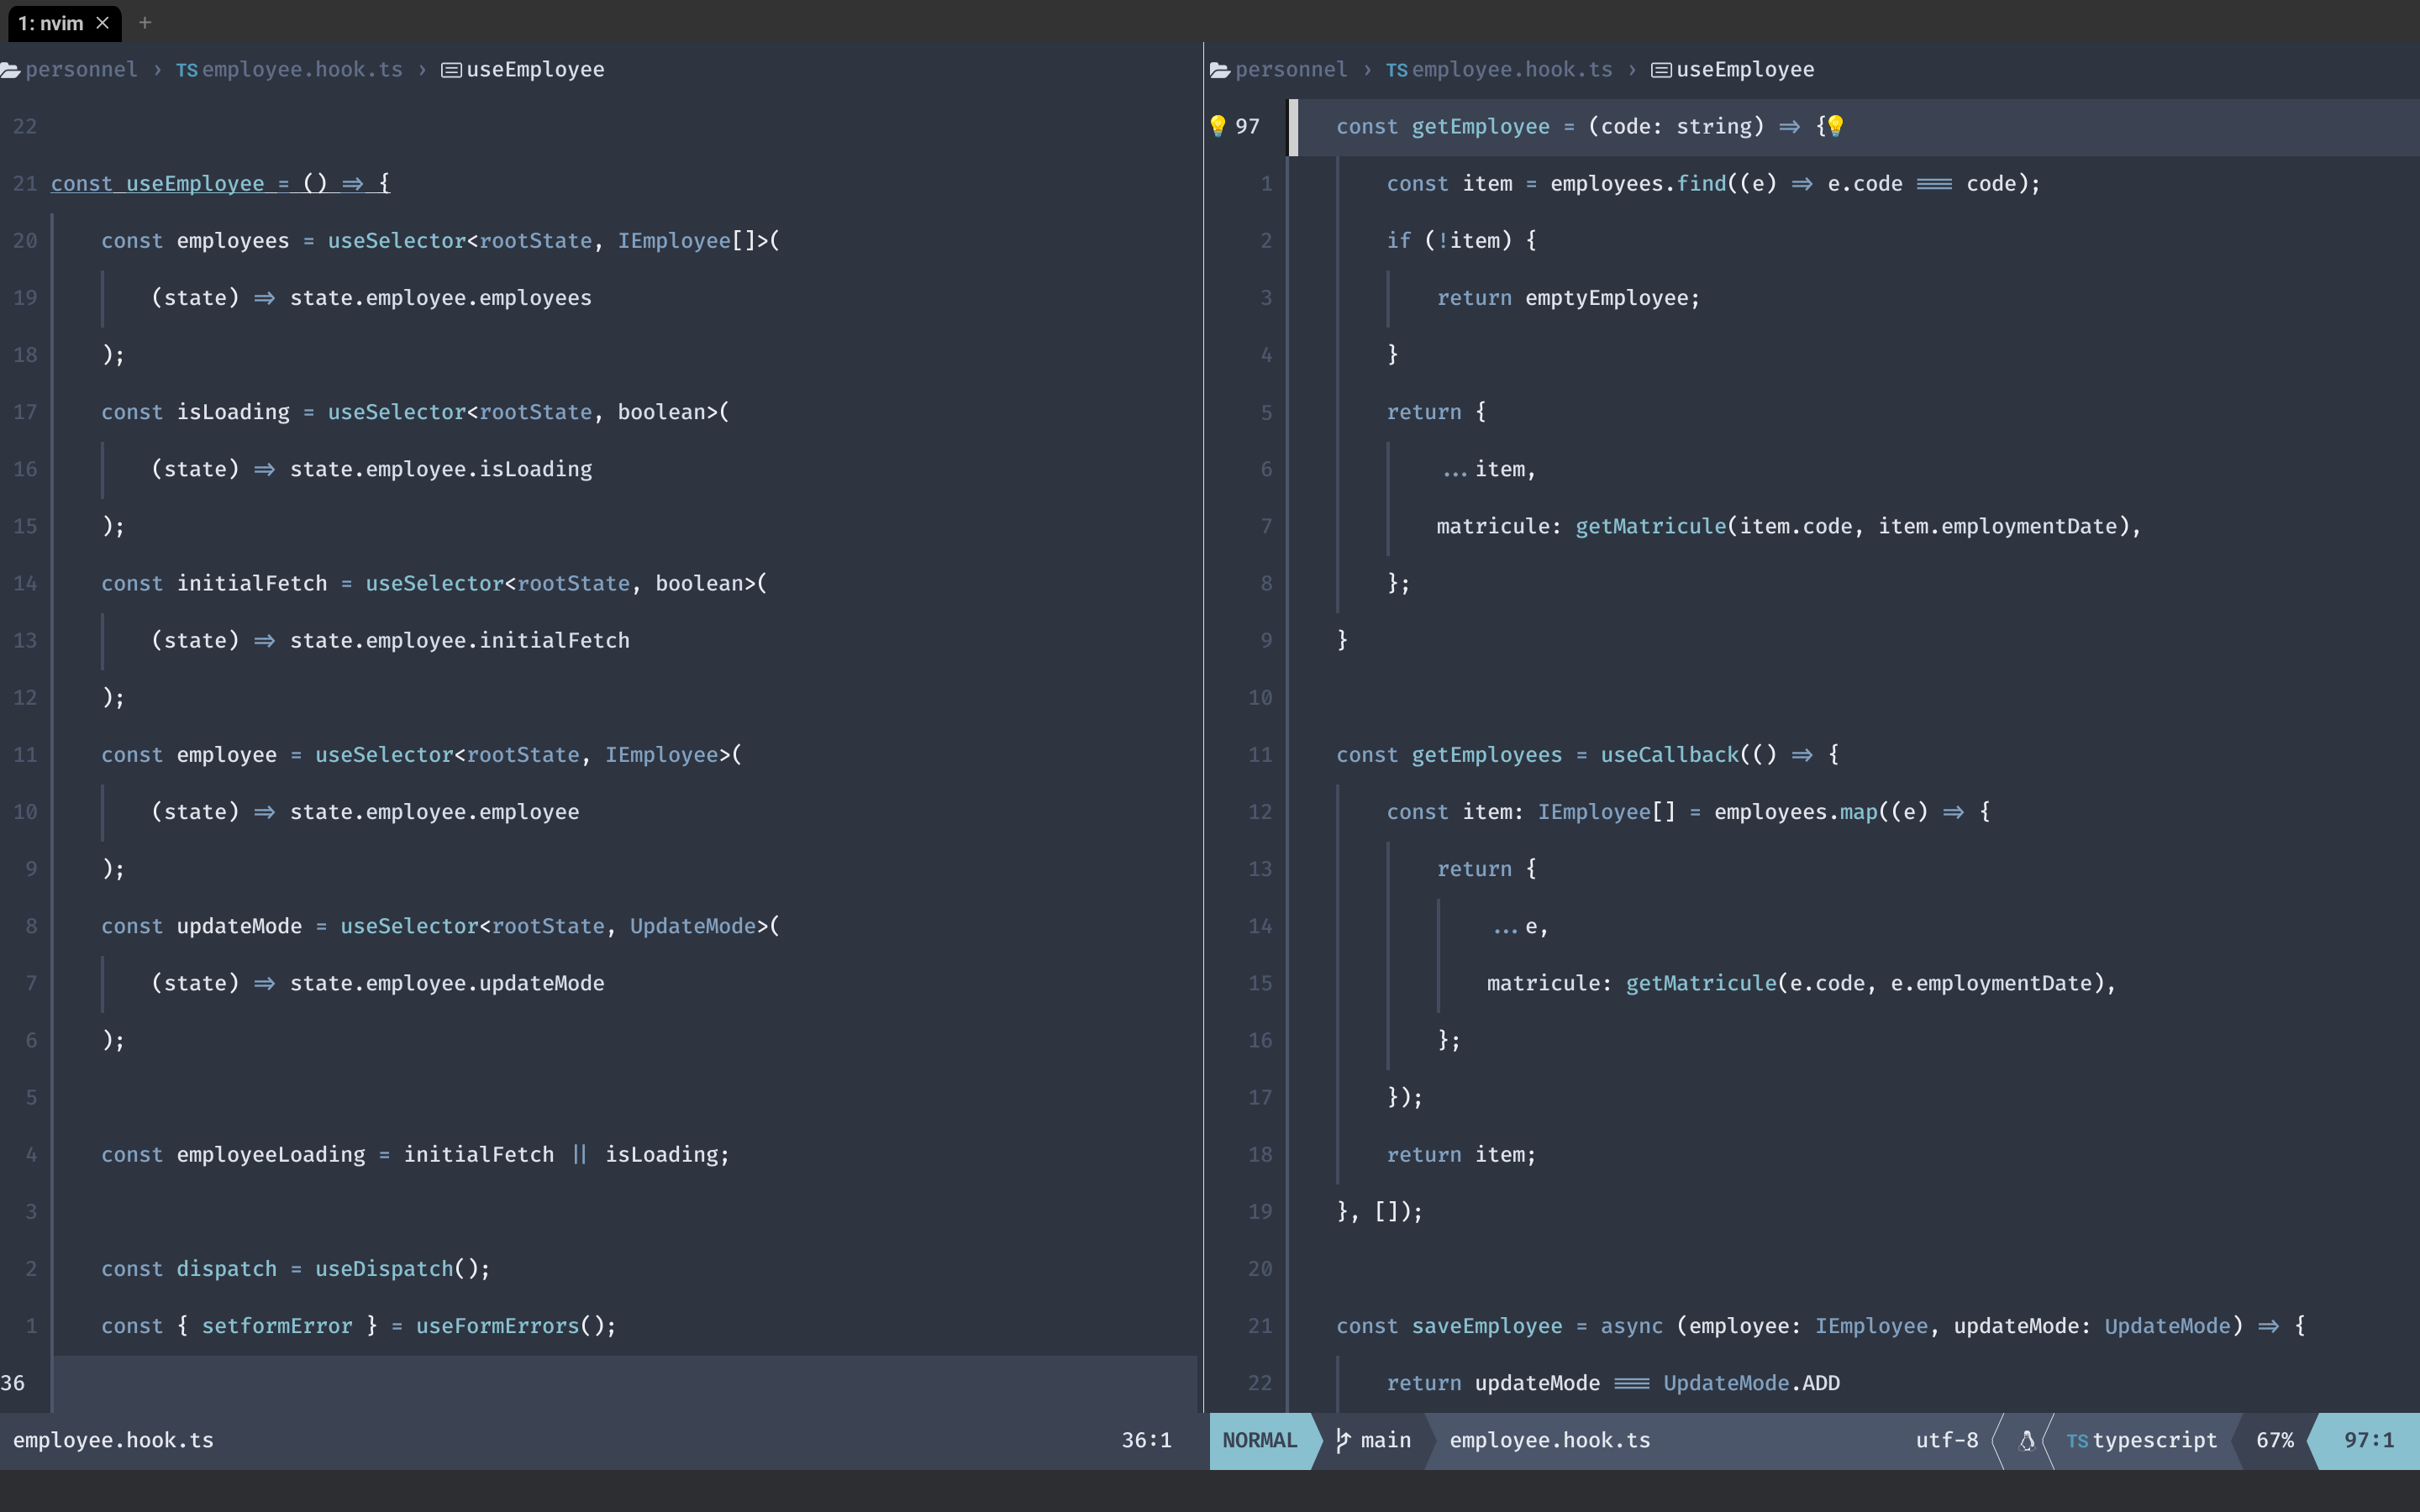 1: nvim × +
personnel › TS employee.hook.ts › useEmployee
22
21 const useEmployee = () => {
20 const employees = useSelector<rootState, IEmployee[]>(
19 (state) => state.employee.employees
18 );
17 const isLoading = useSelector<rootState, boolean>(
16 (state) => state.employee.isLoading
15 );
14 const initialFetch = useSelector<rootState, boolean>(
13 (state) => state.employee.initialFetch
12 );
11 const employee = useSelector<rootState, IEmployee>(
10 (state) => state.employee.employee
9 );
8 const updateMode = useSelector<rootState, UpdateMode>(
7 (state) => state.employee.updateMode
6 );
5
4 const employeeLoading = initialFetch || isLoading;
3
2 const dispatch = useDispatch();
1 const { setformError } = useFormErrors();
36
employee.hook.ts 36:1
personnel › TS employee.hook.ts › useEmployee
💡 97 const getEmployee = (code: string) => {💡
1 const item = employees.find((e) => e.code === code);
2 if (!item) {
3 return emptyEmployee;
4 }
5 return {
6 ...item,
7 matricule: getMatricule(item.code, item.employmentDate),
8 };
9 }
10
11 const getEmployees = useCallback(() => {
12 const item: IEmployee[] = employees.map((e) => {
13 return {
14 ...e,
15 matricule: getMatricule(e.code, e.employmentDate),
16 };
17 });
18 return item;
19 }, []);
20
21 const saveEmployee = async (employee: IEmployee, updateMode: UpdateMode) => {
22 return updateMode === UpdateMode.ADD
NORMAL main employee.hook.ts utf-8 TS typescript 67% 97:1